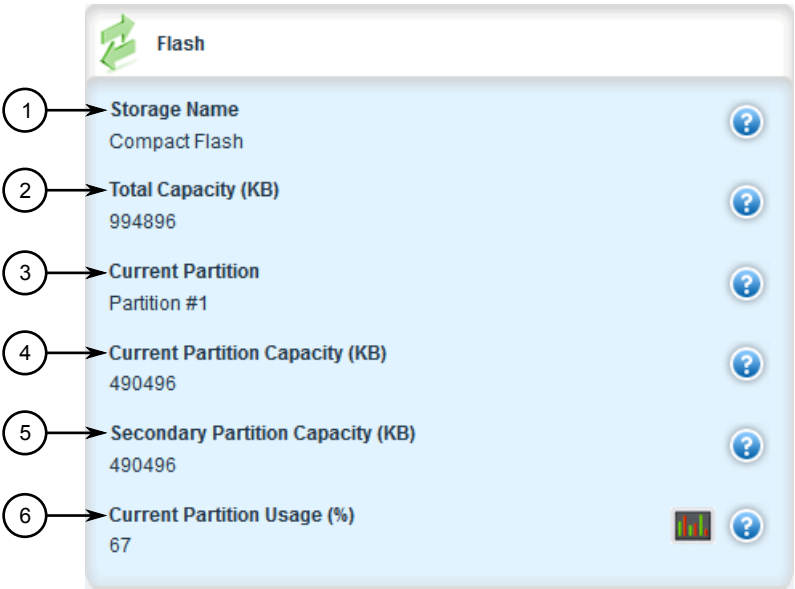 Flash
1
Storage Name
Compact Flash
2
Total Capacity (KB)
994896
3
Current Partition
Partition #1
4
Current Partition Capacity (KB)
490496
5
Secondary Partition Capacity (KB)
490496
6
Current Partition Usage (%)
67